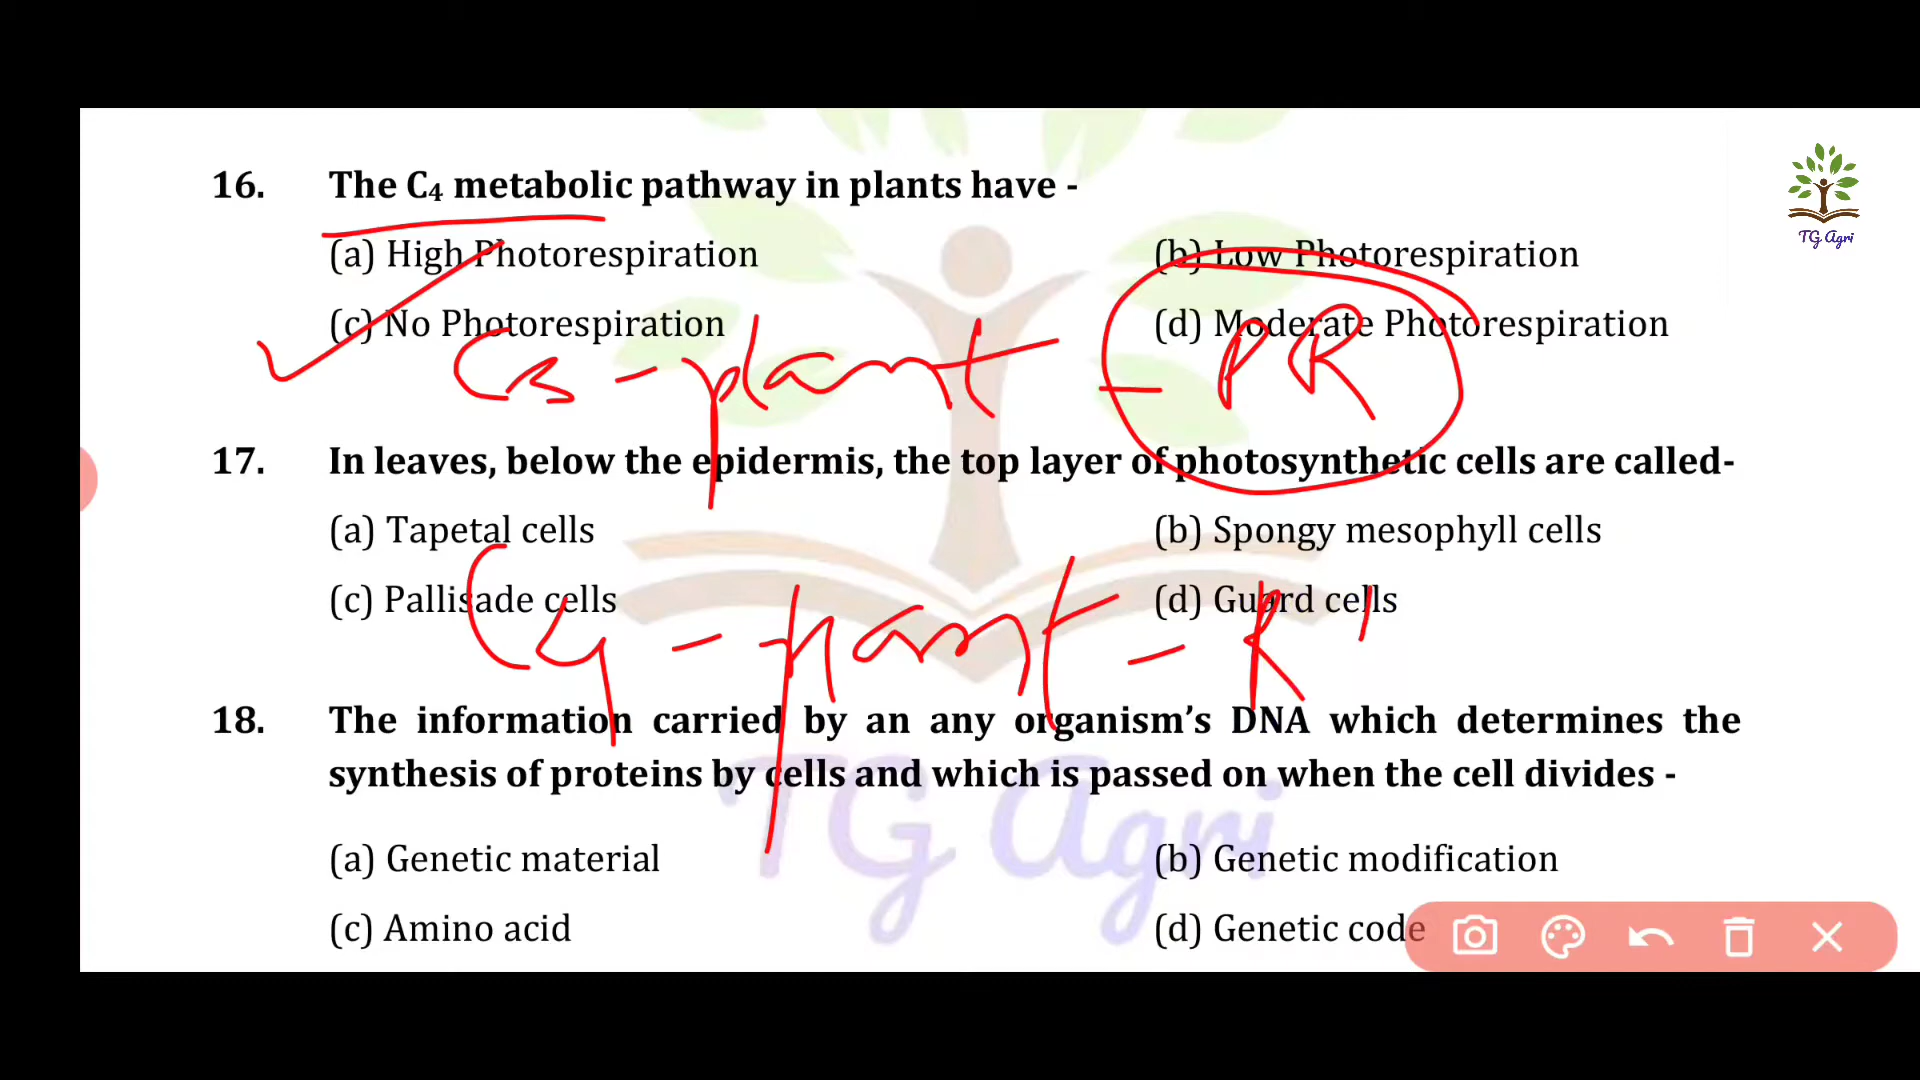 16. The C₄ metabolic pathway in plants have -
(a) High Photorespiration (b) Low Photorespiration
(c) No Photorespiration (d) Moderate Photorespiration
C3 - plant - PR
17. In leaves, below the epidermis, the top layer of photosynthetic cells are called-
(a) Tapetal cells (b) Spongy mesophyll cells
(c) Pallisade cells (d) Guard cells
C4 - plant -
18. The information carried by an any organism’s DNA which determines the
synthesis of proteins by cells and which is passed on when the cell divides -
(a) Genetic material (b) Genetic modification
(c) Amino acid (d) Genetic code
TG Agri
TG Agri